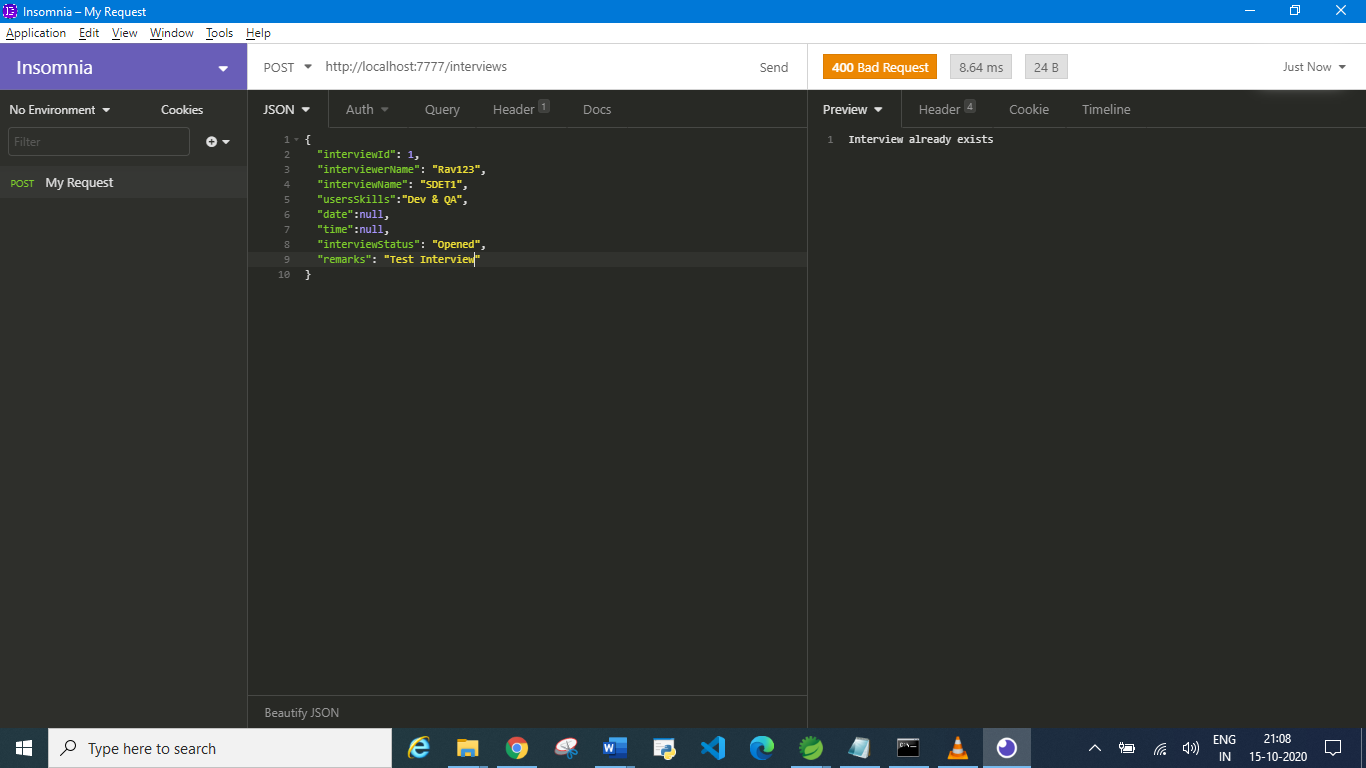 Insomnia – My Request
Application Edit View Window Tools Help
Insomnia
POST http://localhost:7777/interviews Send
400 Bad Request 8.64 ms 24 B Just Now
No Environment Cookies
JSON Auth Query Header 1 Docs
Preview Header 4 Cookie Timeline
Filter
POST My Request
1 {
2 "interviewId": 1,
3 "interviewerName": "Rav123",
4 "interviewName": "SDET1",
5 "usersSkills":"Dev & QA",
6 "date":null,
7 "time":null,
8 "interviewStatus": "Opened",
9 "remarks": "Test Interview"
10 }
1 Interview already exists
Beautify JSON
Type here to search
ENG
IN
21:08
15-10-2020